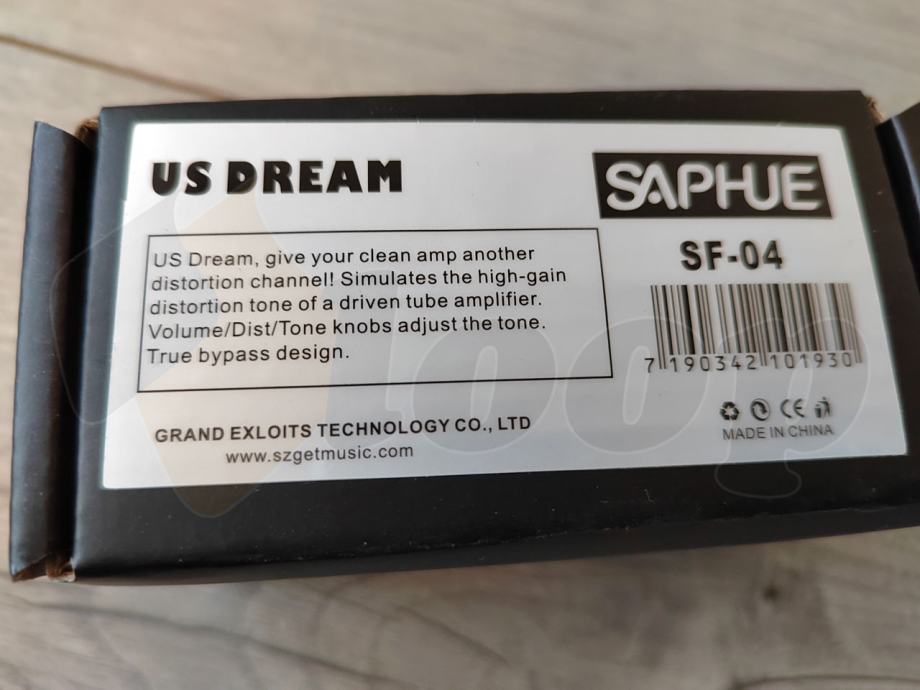 US DREAM
SAPHUE
SF-04
US Dream, give your clean amp another
distortion channel! Simulates the high-gain
distortion tone of a driven tube amplifier.
Volume/Dist/Tone knobs adjust the tone.
True bypass design.
7 190342 101930
GRAND EXLOITS TECHNOLOGY CO., LTD
www.szgetmusic.com
CE
MADE IN CHINA
loop